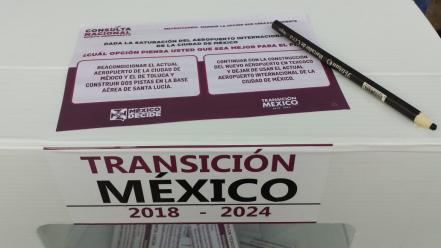 CONSULTA
NACIONAL
DADA LA SATURACIÓN DEL AEROPUERTO INTERNACIONAL
DE LA CIUDAD DE MÉXICO
¿CUÁL OPCIÓN PIENSA USTED QUE SEA MEJOR PARA EL
REACONDICIONAR EL ACTUAL
AEROPUERTO DE LA CIUDAD DE
MÉXICO Y EL DE TOLUCA Y
CONSTRUIR DOS PISTAS EN LA BASE
AÉREA DE SANTA LUCÍA.
CONTINUAR CON LA CONSTRUCCIÓN
DEL NUEVO AEROPUERTO EN TEXCOCO
Y DEJAR DE USAR EL ACTUAL
AEROPUERTO INTERNACIONAL DE LA
CIUDAD DE MÉXICO.
MÉXICO
DECIDE
TRANSICIÓN
MÉXICO
TRANSICIÓN
MÉXICO
2018 - 2024